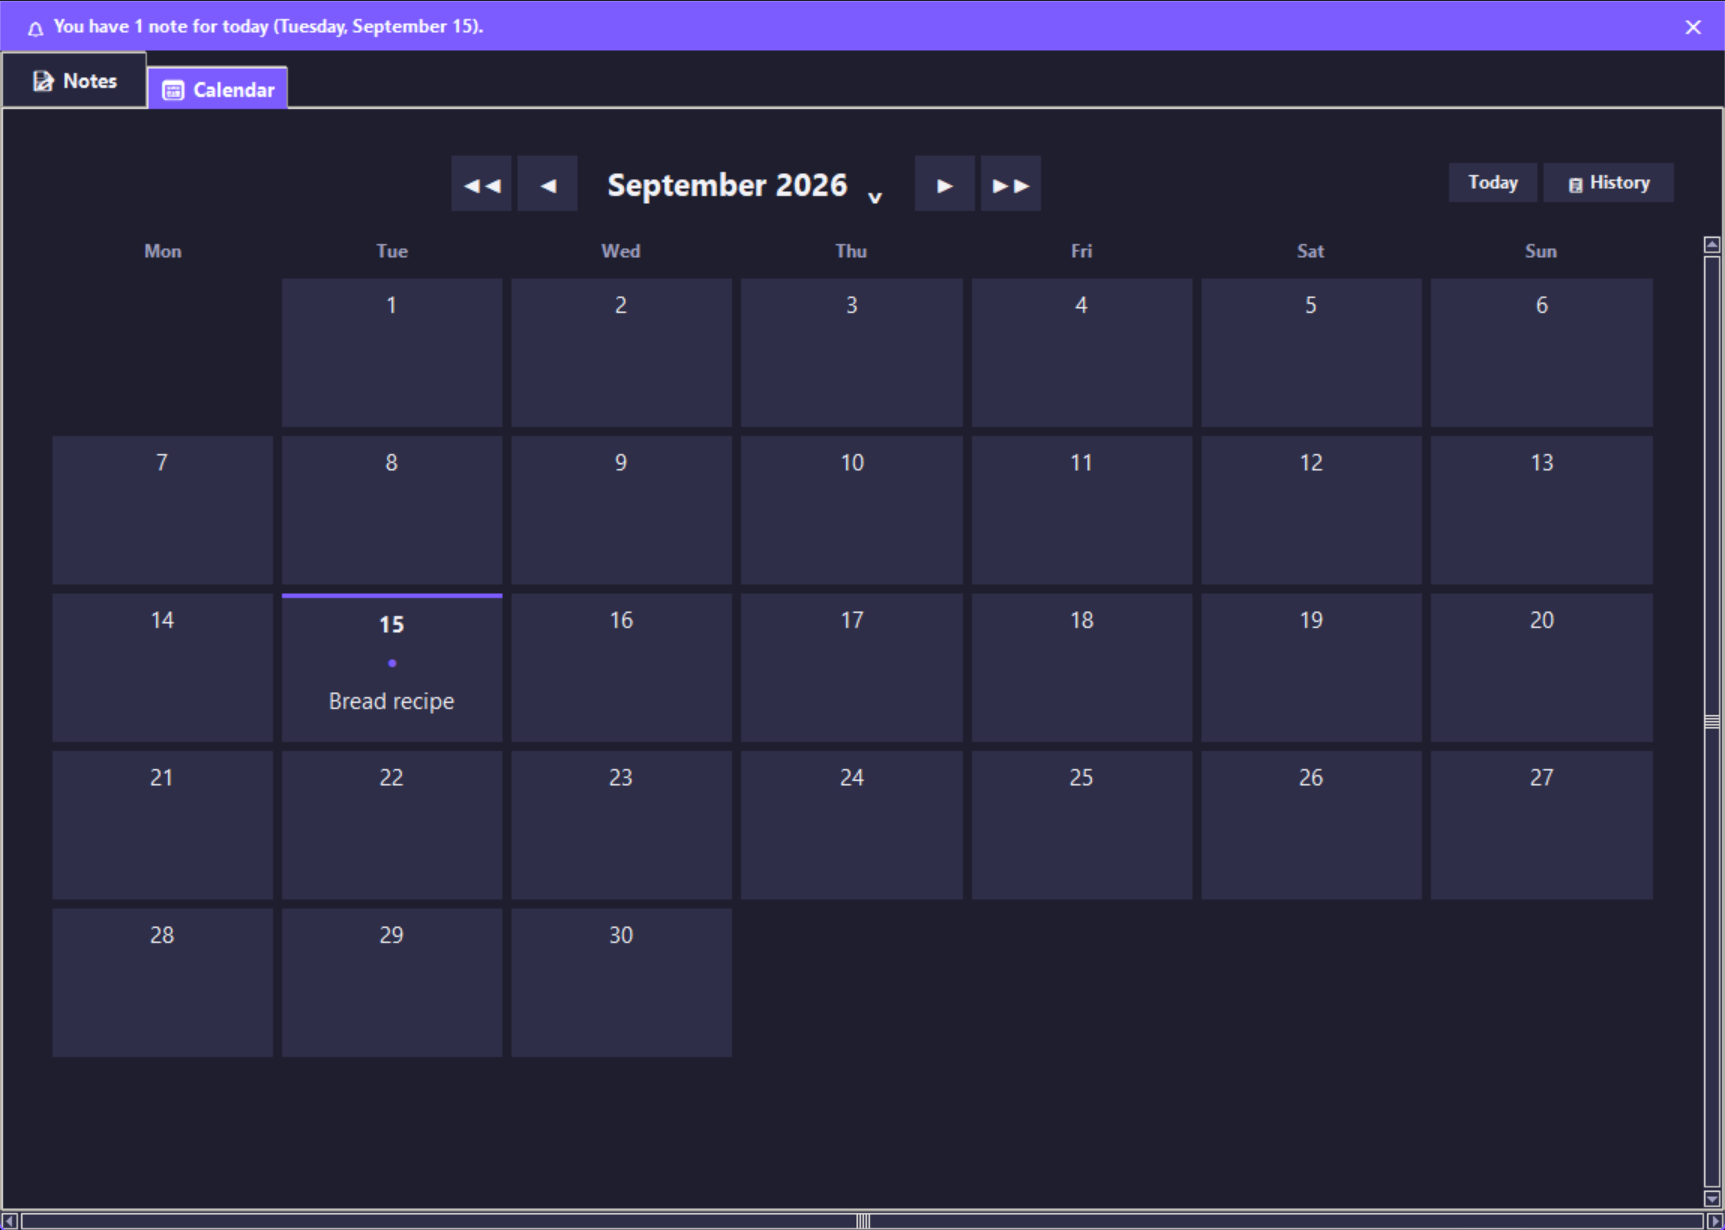 You have 1 note for today (Tuesday, September 15).
Notes
Calendar
September 2026
Today
History
Mon Tue Wed Thu Fri Sat Sun
1 2 3 4 5 6
7 8 9 10 11 12 13
14 15 16 17 18 19 20
Bread recipe
21 22 23 24 25 26 27
28 29 30